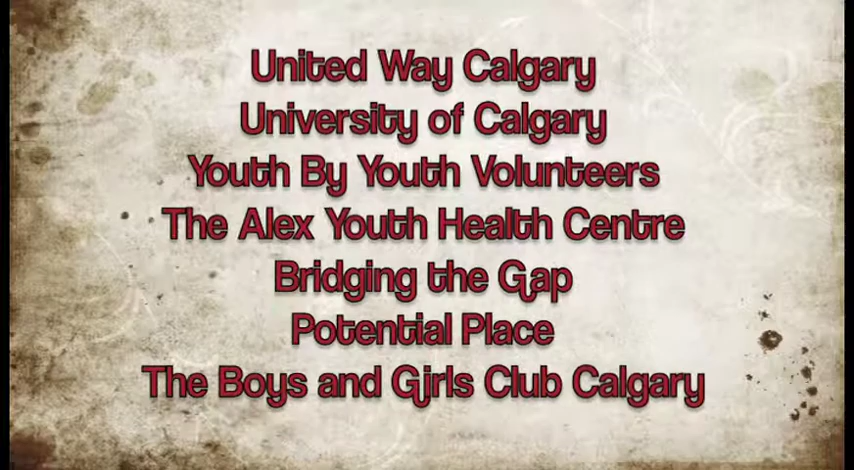 United Way Calgary
University of Calgary
Youth By Youth Volunteers
The Alex Youth Health Centre
Bridging the Gap
Potential Place
The Boys and Girls Club Calgary